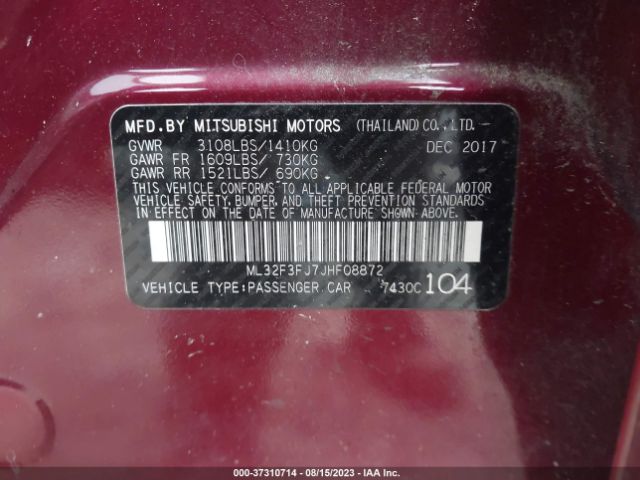 MFD.BY MITSUBISHI MOTORS (THAILAND)CO.,LTD.
GVWR 3108LBS/1410KG DEC 2017
GAWR FR 1609LBS/ 730KG
GAWR RR 1521LBS/ 690KG
THIS VEHICLE CONFORMS TO ALL APPLICABLE FEDERAL MOTOR
VEHICLE SAFETY, BUMPER, AND THEFT PREVENTION STANDARDS
IN EFFECT ON THE DATE OF MANUFACTURE SHOWN ABOVE.
ML32F3FJ7JHF08872
VEHICLE TYPE:PASSENGER CAR 7430C 104
000-37310714 - 08/15/2023 - IAA Inc.